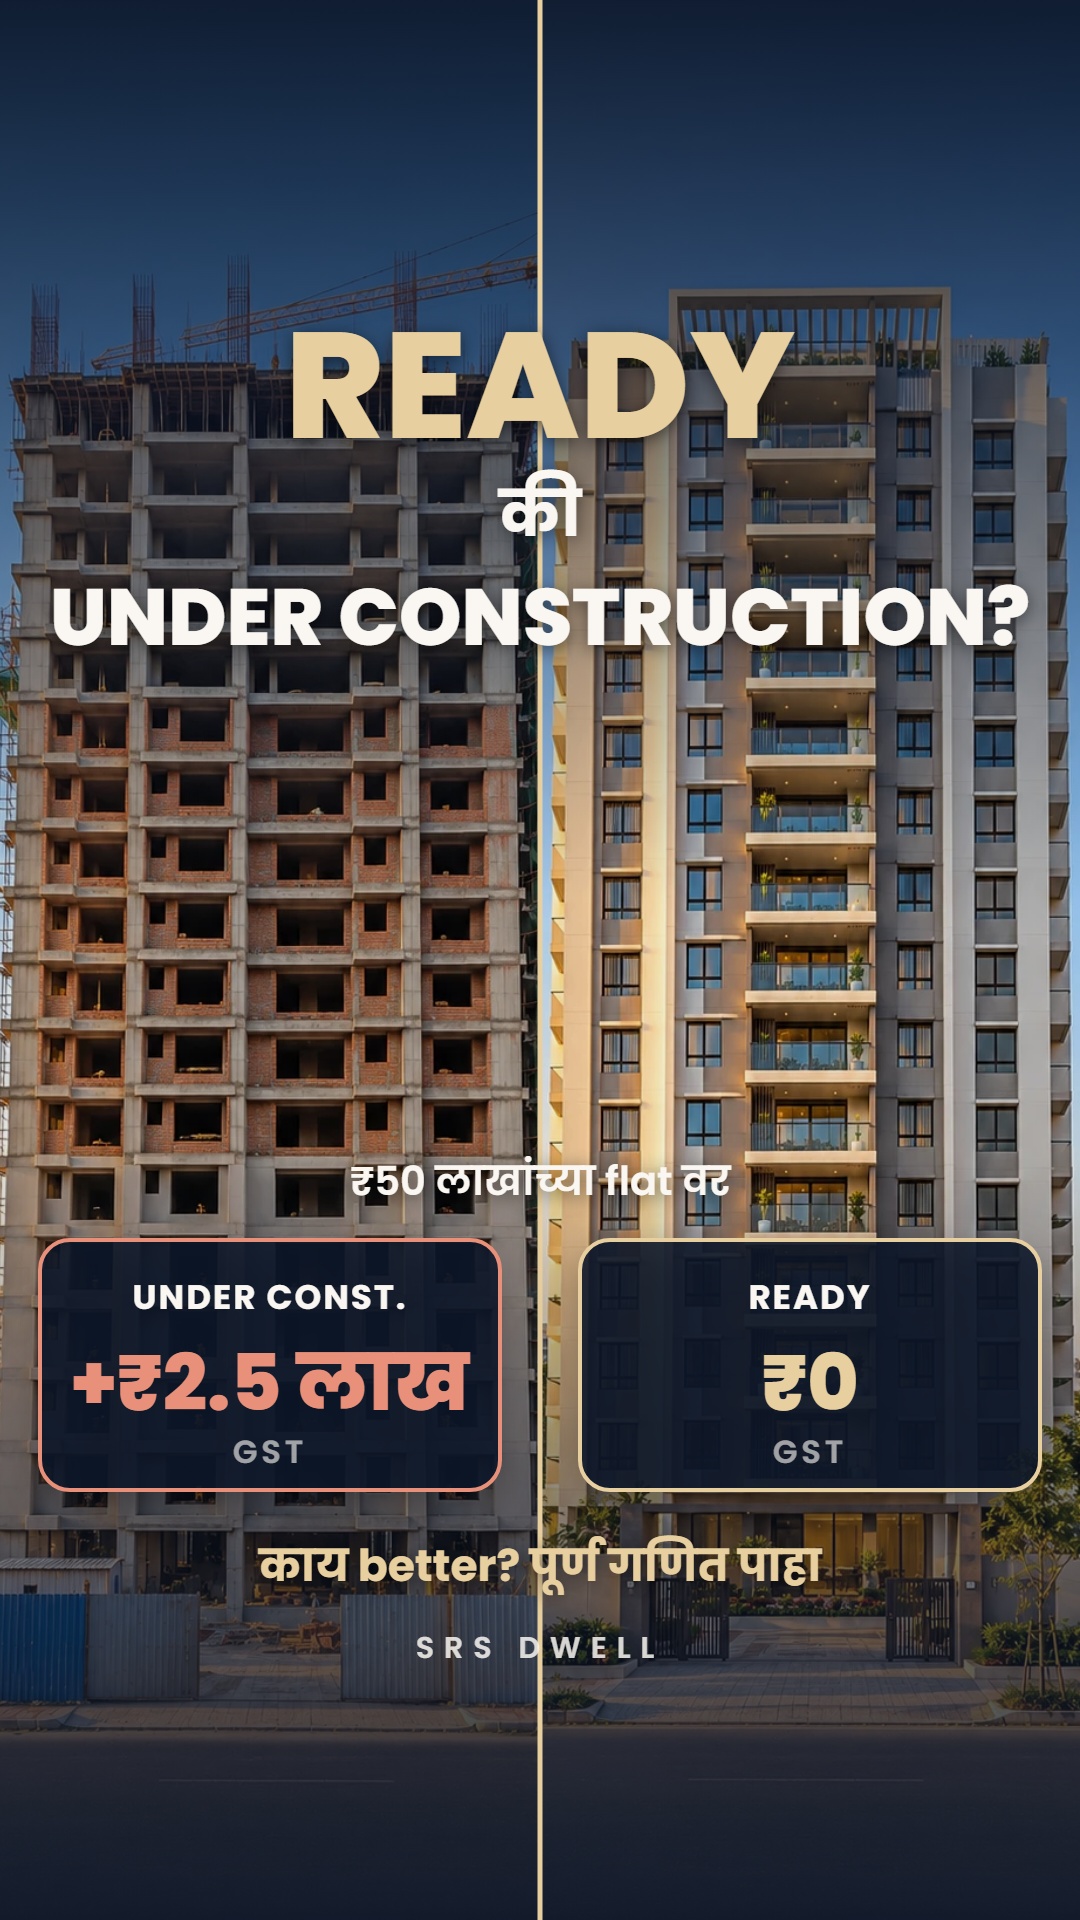 READY
की
UNDER CONSTRUCTION?
₹50 लाखांच्या flat वर
UNDER CONST.
+₹2.5 लाख
GST
READY
₹0
GST
काय better? पूर्ण गणित पाहा
SRS DWELL